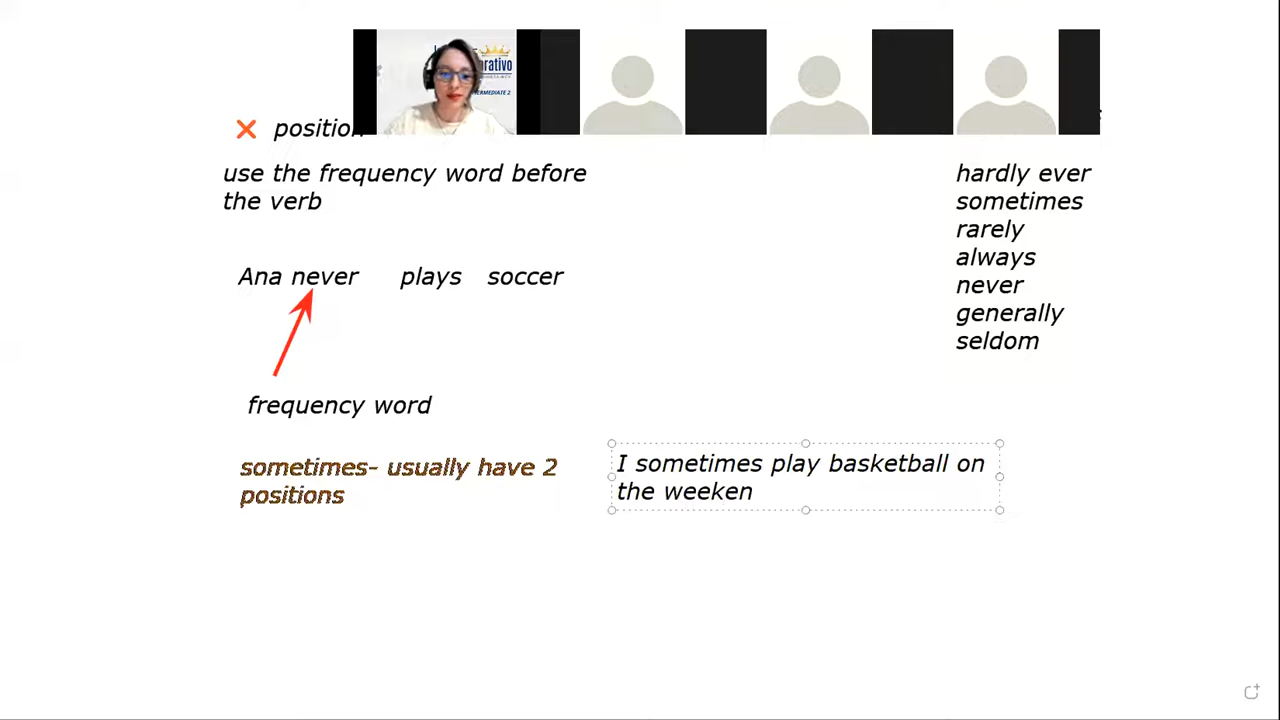 position
use the frequency word before
the verb
Ana never plays soccer
frequency word
sometimes- usually have 2
positions
I sometimes play basketball on
the weeken
hardly ever
sometimes
rarely
always
never
generally
seldom